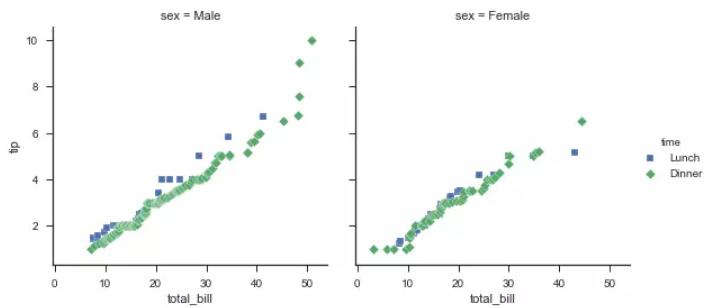 sex = Male
sex = Female
10
8
6
4
2
tip
0 10 20 30 40 50
0 10 20 30 40 50
total_bill
total_bill
time
Lunch
Dinner